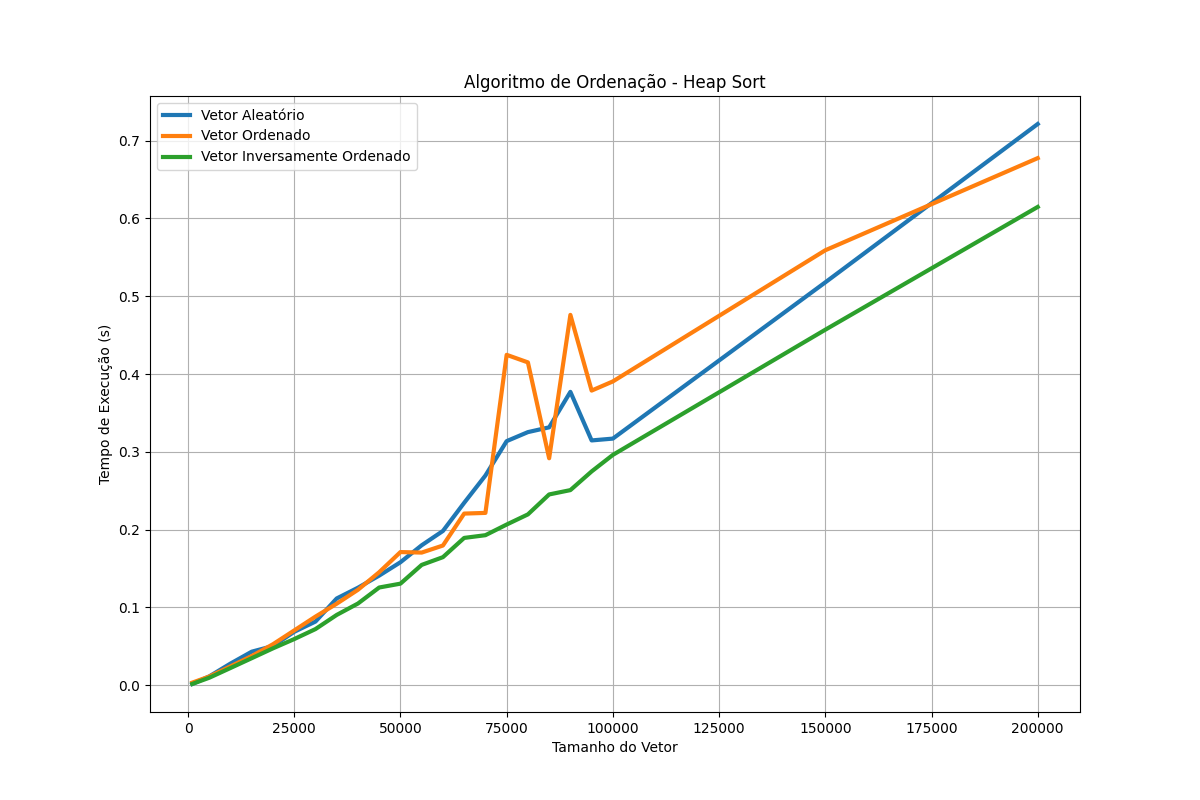 Algoritmo de Ordenação - Heap Sort
Vetor Aleatório
Vetor Ordenado
Vetor Inversamente Ordenado
Tempo de Execução (s)
0.7
0.6
0.5
0.4
0.3
0.2
0.1
0.0
0 25000 50000 75000 100000 125000 150000 175000 200000
Tamanho do Vetor